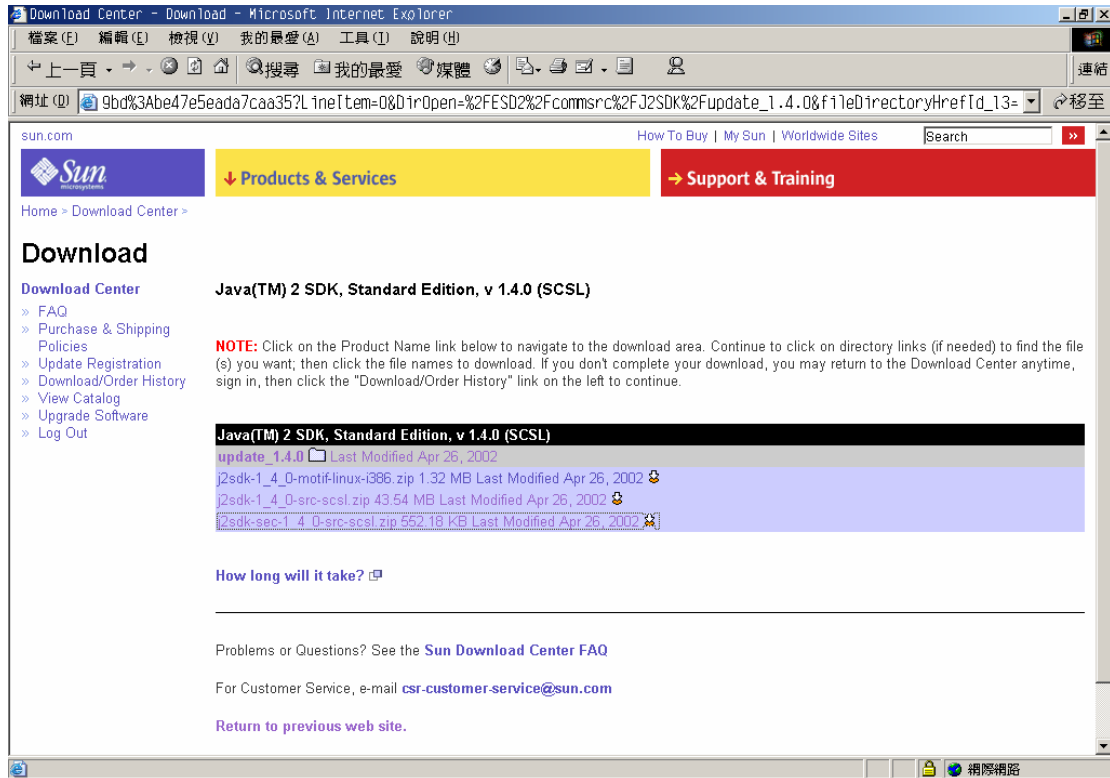 Download Center - Download - Microsoft Internet Explorer
檔案(F) 編輯(E) 檢視(V) 我的最愛(A) 工具(T) 說明(H)
上一頁 搜尋 我的最愛 媒體 連結
網址(D) 9bd%3Abe47e5eada7caa35?LineItem=0&DirOpen=%2FESD2%2Fcommsrc%2FJ2SDK%2Fupdate_1.4.0&fileDirectoryHrefId_13= 移至
sun.com How To Buy | My Sun | Worldwide Sites Search
Sun microsystems Products & Services Support & Training
Home > Download Center >
Download
Download Center
» FAQ
» Purchase & Shipping
Policies
» Update Registration
» Download/Order History
» View Catalog
» Upgrade Software
» Log Out
Java(TM) 2 SDK, Standard Edition, v 1.4.0 (SCSL)
NOTE: Click on the Product Name link below to navigate to the download area. Continue to click on directory links (if needed) to find the file
(s) you want; then click the file names to download. If you don't complete your download, you may return to the Download Center anytime,
sign in, then click the "Download/Order History" link on the left to continue.
Java(TM) 2 SDK, Standard Edition, v 1.4.0 (SCSL)
update_1.4.0 Last Modified Apr 26, 2002
j2sdk-1_4_0-motif-linux-i386.zip 1.32 MB Last Modified Apr 26, 2002
j2sdk-1_4_0-src-scsl.zip 43.54 MB Last Modified Apr 26, 2002
j2sdk-sec-1_4_0-src-scsl.zip 552.18 KB Last Modified Apr 26, 2002
How long will it take?
Problems or Questions? See the Sun Download Center FAQ
For Customer Service, e-mail csr-customer-service@sun.com
Return to previous web site.
網際網路